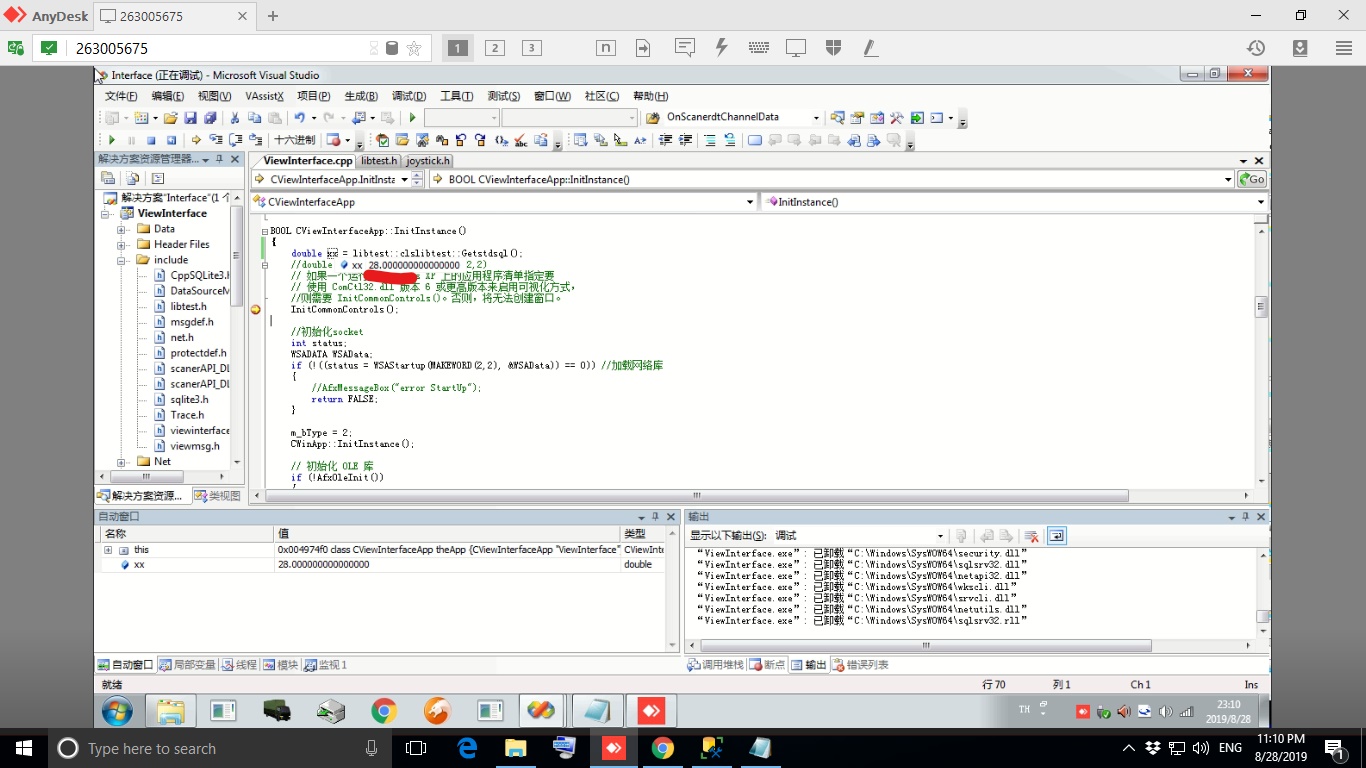 AnyDesk
263005675
263005675
1
2
3
Interface (正在调试) - Microsoft Visual Studio
文件(F) 编辑(E) 视图(V) VAssistX 项目(P) 生成(B) 调试(D) 工具(T) 测试(S) 窗口(W) 社区(C) 帮助(H)
OnScanerdtChannelData
十六进制
解决方案资源管理器...
解决方案"Interface"(1 个
ViewInterface
Data
Header Files
include
CppSQLite3.h
DataSourceM
libtest.h
msgdef.h
net.h
protectdef.h
scanerAPI_DL
scanerAPI_DL
sqlite3.h
Trace.h
viewinterface
viewmsg.h
Net
解决方案资源... 类视图
ViewInterface.cpp libtest.h joystick.h
CViewInterfaceApp.InitInsta BOOL CViewInterfaceApp::InitInstance() Go
CViewInterfaceApp InitInstance()
BOOL CViewInterfaceApp::InitInstance()
{
double xx = libtest::clslibtest::Getstdsql();
//double xx 28.000000000000000 2,2)
// 如果一个运行 XP 上的应用程序清单指定要
// 使用 ComCtl32.dll 版本 6 或更高版本来启用可视化方式，
//则需要 InitCommonControls()。否则，将无法创建窗口。
InitCommonControls();
//初始化socket
int status;
WSADATA WSAData;
if (!((status = WSAStartup(MAKEWORD(2,2), &WSAData)) == 0)) //加载网络库
{
//AfxMessageBox("error StartUp");
return FALSE;
}
m_bType = 2;
CWinApp::InitInstance();
// 初始化 OLE 库
if (!AfxOleInit())
自动窗口
名称 值 类型
this 0x004974f0 class CViewInterfaceApp theApp {CViewInterfaceApp "ViewInterface" CViewInte
xx 28.000000000000000 double
自动窗口 局部变量 线程 模块 监视 1
输出
显示以下输出(S): 调试
“ViewInterface.exe”: 已卸载“C:\Windows\SysWOW64\security.dll”
“ViewInterface.exe”: 已卸载“C:\Windows\SysWOW64\sqlsrv32.dll”
“ViewInterface.exe”: 已卸载“C:\Windows\SysWOW64\netapi32.dll”
“ViewInterface.exe”: 已卸载“C:\Windows\SysWOW64\wkscli.dll”
“ViewInterface.exe”: 已卸载“C:\Windows\SysWOW64\srvcli.dll”
“ViewInterface.exe”: 已卸载“C:\Windows\SysWOW64\netutils.dll”
“ViewInterface.exe”: 已卸载“C:\Windows\SysWOW64\sqlsrv32.rll”
调用堆栈 断点 输出 错误列表
就绪 行 70 列 1 Ch 1 Ins
TH
23:10
2019/8/28
Type here to search
ENG
11:10 PM
8/28/2019
1